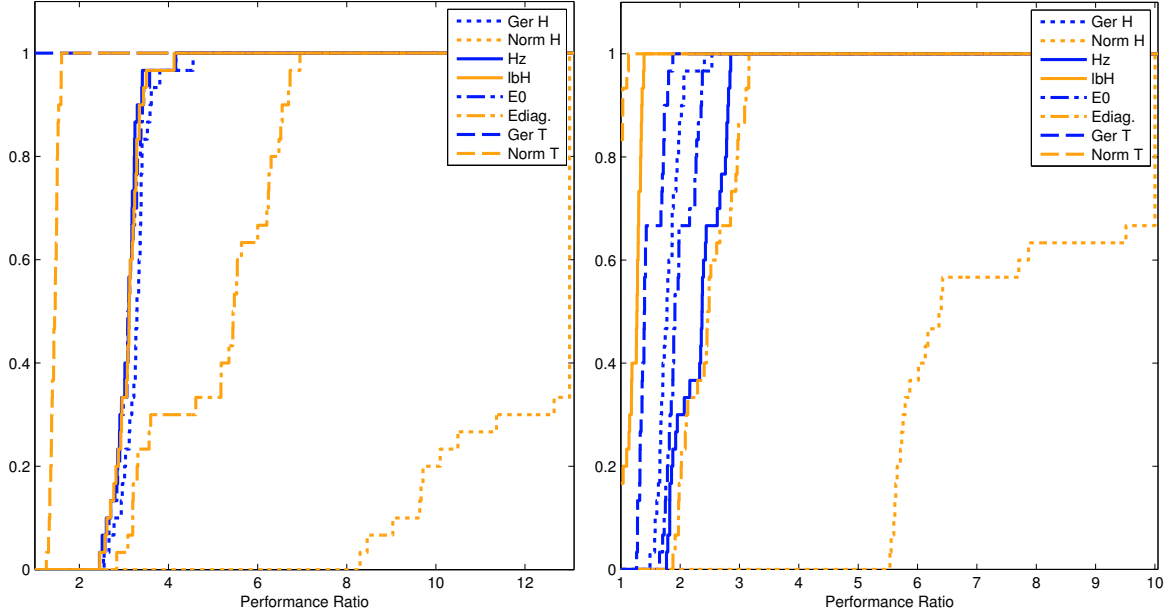 Ger H
Norm H
Hz
lbH
E0
Ediag.
Ger T
Norm T
1
0.8
0.6
0.4
0.2
0
2
4
6
8
10
12
Performance Ratio
Ger H
Norm H
Hz
lbH
E0
Ediag.
Ger T
Norm T
1
0.8
0.6
0.4
0.2
0
1
2
3
4
5
6
7
8
9
10
Performance Ratio